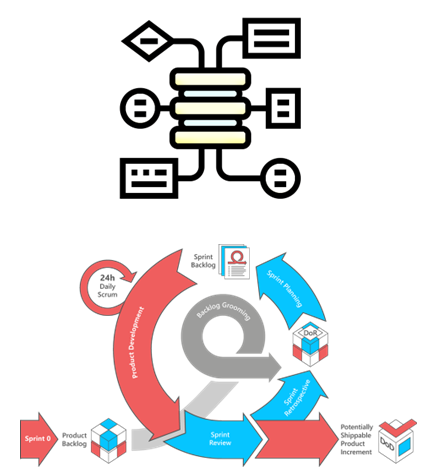 Sprint
Backlog
Sprint Planning
24h
Daily
Scrum
Product Development
Backlog Grooming
DoR
Sprint
Retrospective
Sprint 0
Product
Backlog
Sprint
Review
Potentially
Shippable
Product
Increment
DoD